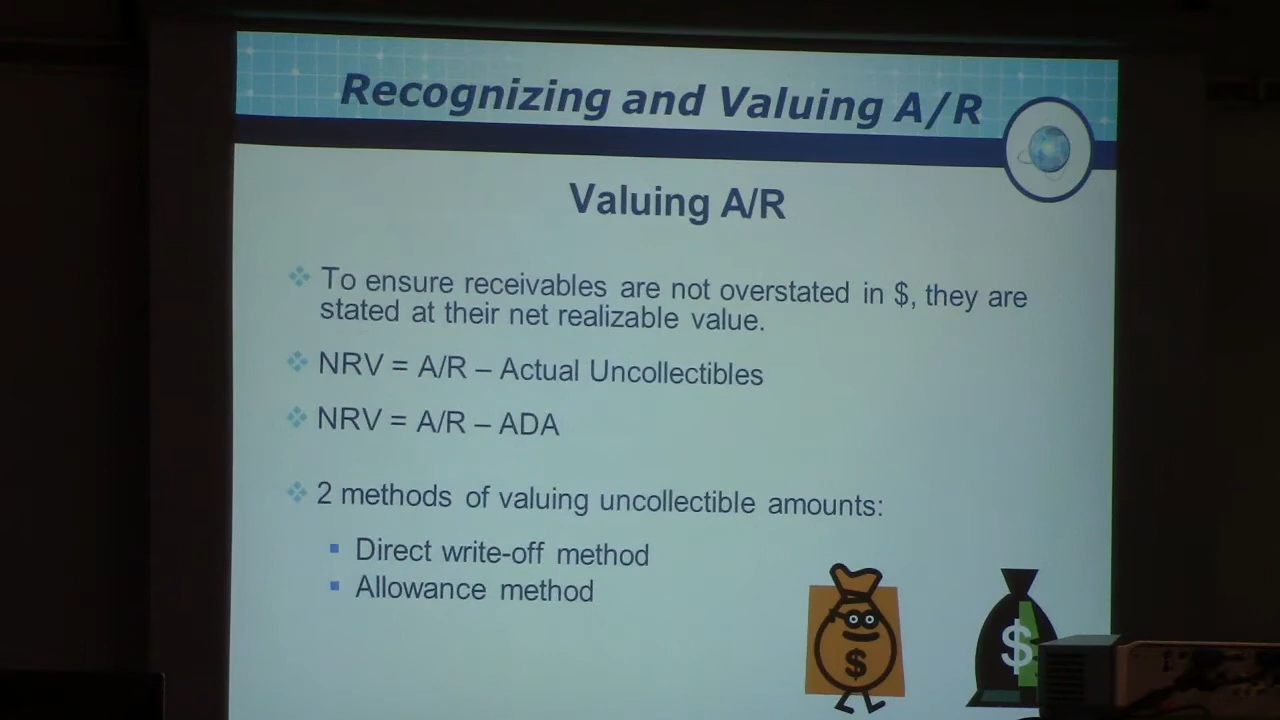 Recognizing and Valuing A/R
Valuing A/R
To ensure receivables are not overstated in $, they are
stated at their net realizable value.
NRV = A/R – Actual Uncollectibles
NRV = A/R – ADA
2 methods of valuing uncollectible amounts:
Direct write-off method
Allowance method
$
$